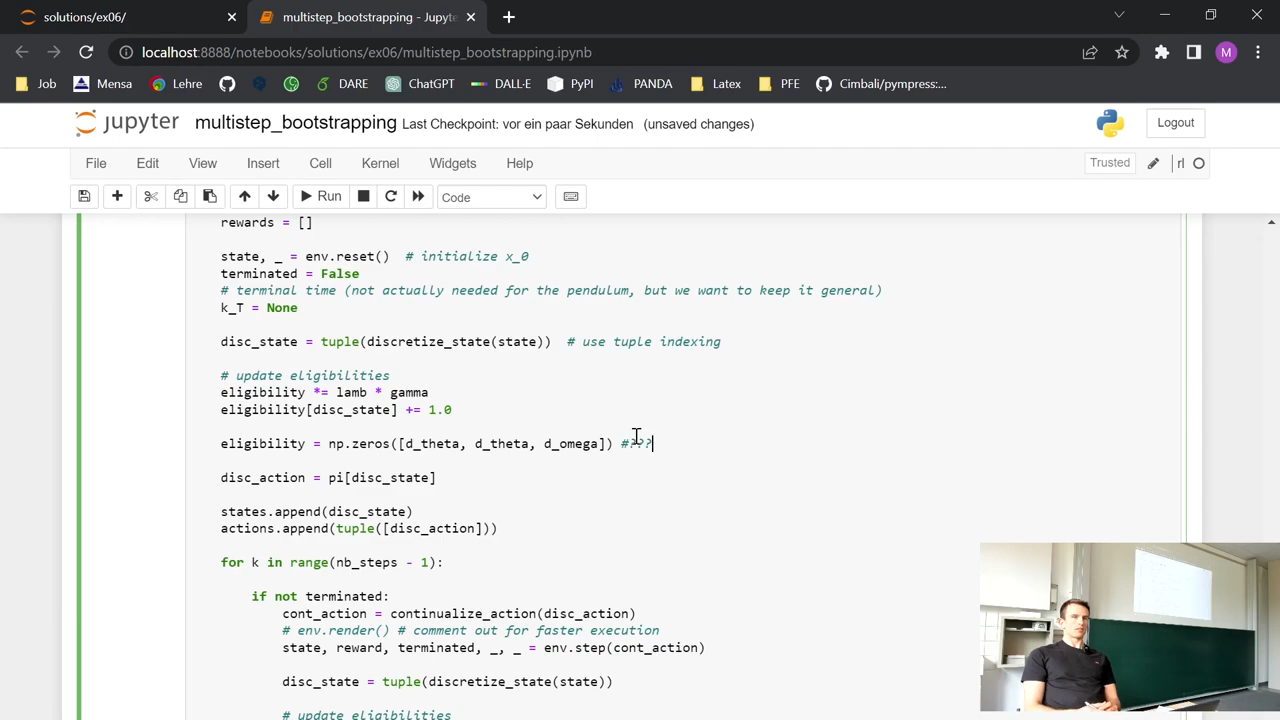 solutions/ex06/
multistep_bootstrapping - Jupyte
localhost:8888/notebooks/solutions/ex06/multistep_bootstrapping.ipynb
M
Job Mensa Lehre DARE ChatGPT DALL-E PyPI PANDA Latex PFE Cimbali/pympress:...
jupyter multistep_bootstrapping Last Checkpoint: vor ein paar Sekunden (unsaved changes) Logout
File Edit View Insert Cell Kernel Widgets Help Trusted rl
Run Code
rewards = []
state, _ = env.reset() # initialize x_0
terminated = False
# terminal time (not actually needed for the pendulum, but we want to keep it general)
k_T = None
disc_state = tuple(discretize_state(state)) # use tuple indexing
# update eligibilities
eligibility *= lamb * gamma
eligibility[disc_state] += 1.0
eligibility = np.zeros([d_theta, d_theta, d_omega]) #???
disc_action = pi[disc_state]
states.append(disc_state)
actions.append(tuple([disc_action]))
for k in range(nb_steps - 1):
if not terminated:
cont_action = continualize_action(disc_action)
# env.render() # comment out for faster execution
state, reward, terminated, _, _ = env.step(cont_action)
disc_state = tuple(discretize_state(state))
# update eligibilities